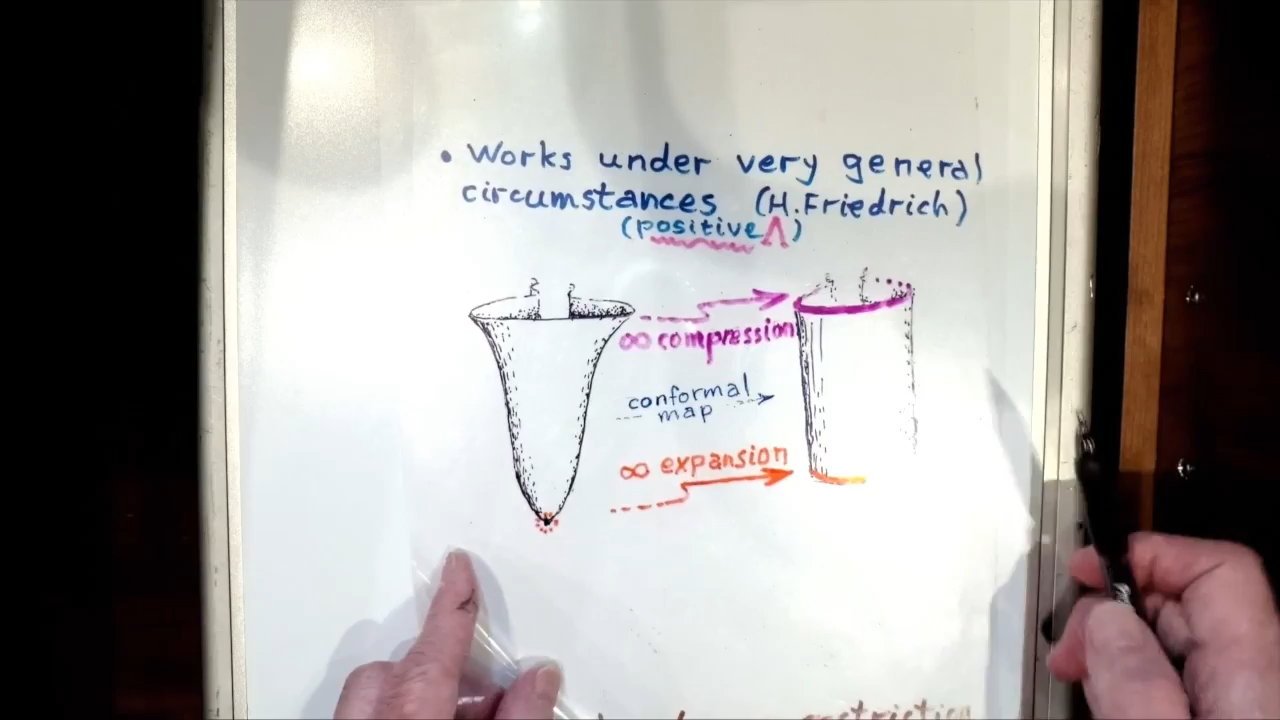 • Works under very general
circumstances (H.Friedrich)
(positive Λ)
∞ compression
conformal
map
∞ expansion